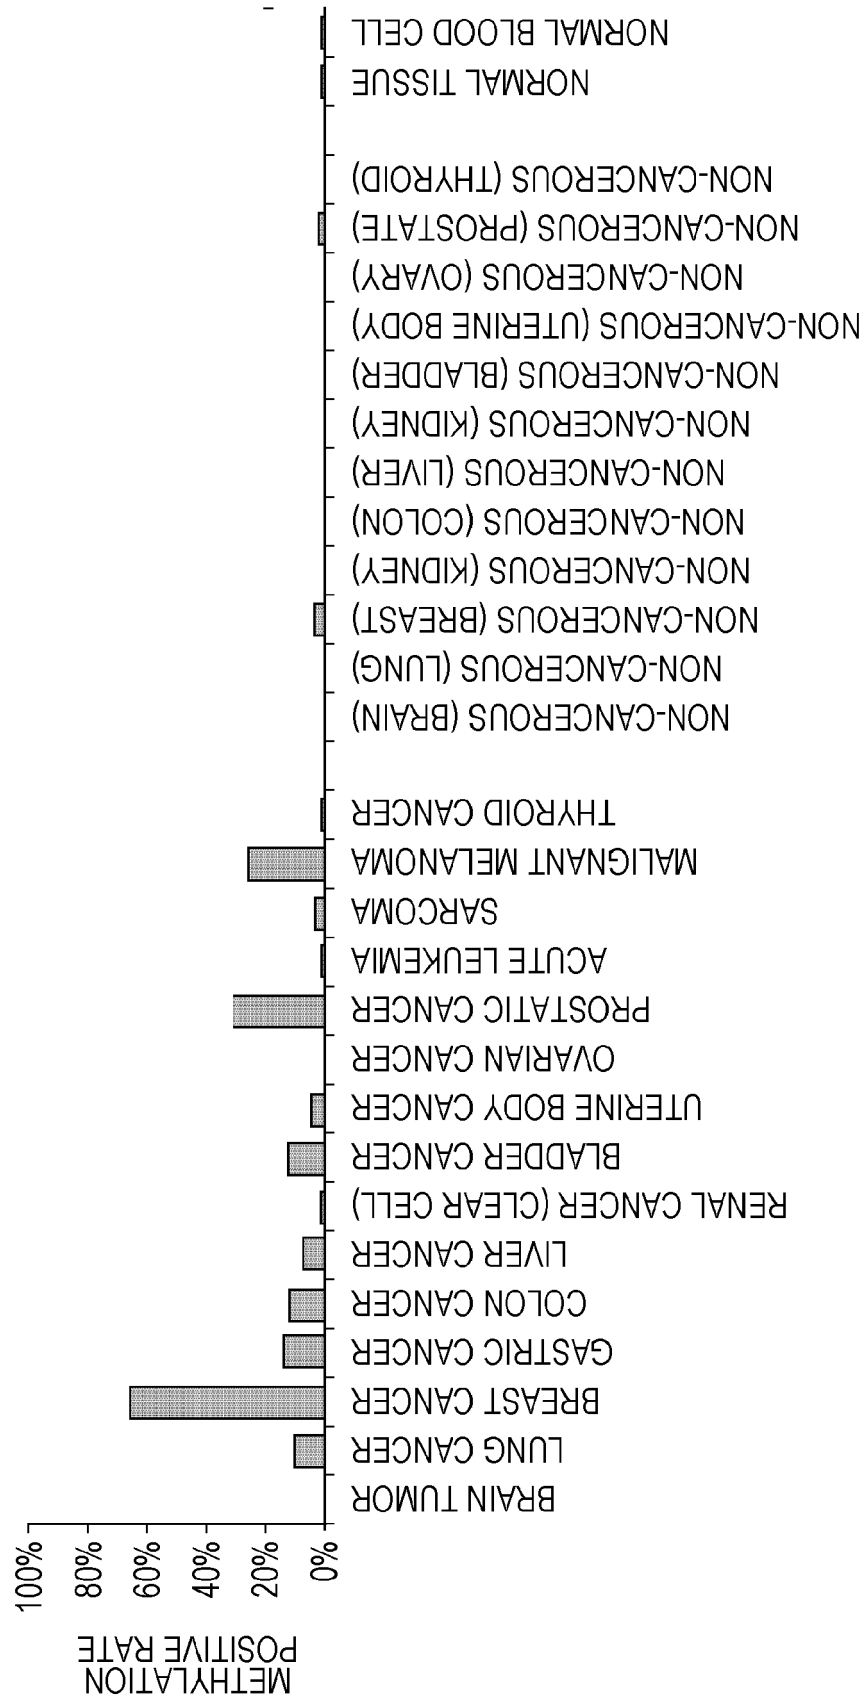 METHYLATION
POSITIVE RATE
100%
80%
60%
40%
20%
0%
BRAIN TUMOR
LUNG CANCER
BREAST CANCER
GASTRIC CANCER
COLON CANCER
LIVER CANCER
RENAL CANCER (CLEAR CELL)
BLADDER CANCER
UTERINE BODY CANCER
OVARIAN CANCER
PROSTATIC CANCER
ACUTE LEUKEMIA
SARCOMA
MALIGNANT MELANOMA
THYROID CANCER
NON-CANCEROUS (BRAIN)
NON-CANCEROUS (LUNG)
NON-CANCEROUS (BREAST)
NON-CANCEROUS (KIDNEY)
NON-CANCEROUS (COLON)
NON-CANCEROUS (LIVER)
NON-CANCEROUS (KIDNEY)
NON-CANCEROUS (BLADDER)
NON-CANCEROUS (UTERINE BODY)
NON-CANCEROUS (OVARY)
NON-CANCEROUS (PROSTATE)
NON-CANCEROUS (THYROID)
NORMAL TISSUE
NORMAL BLOOD CELL